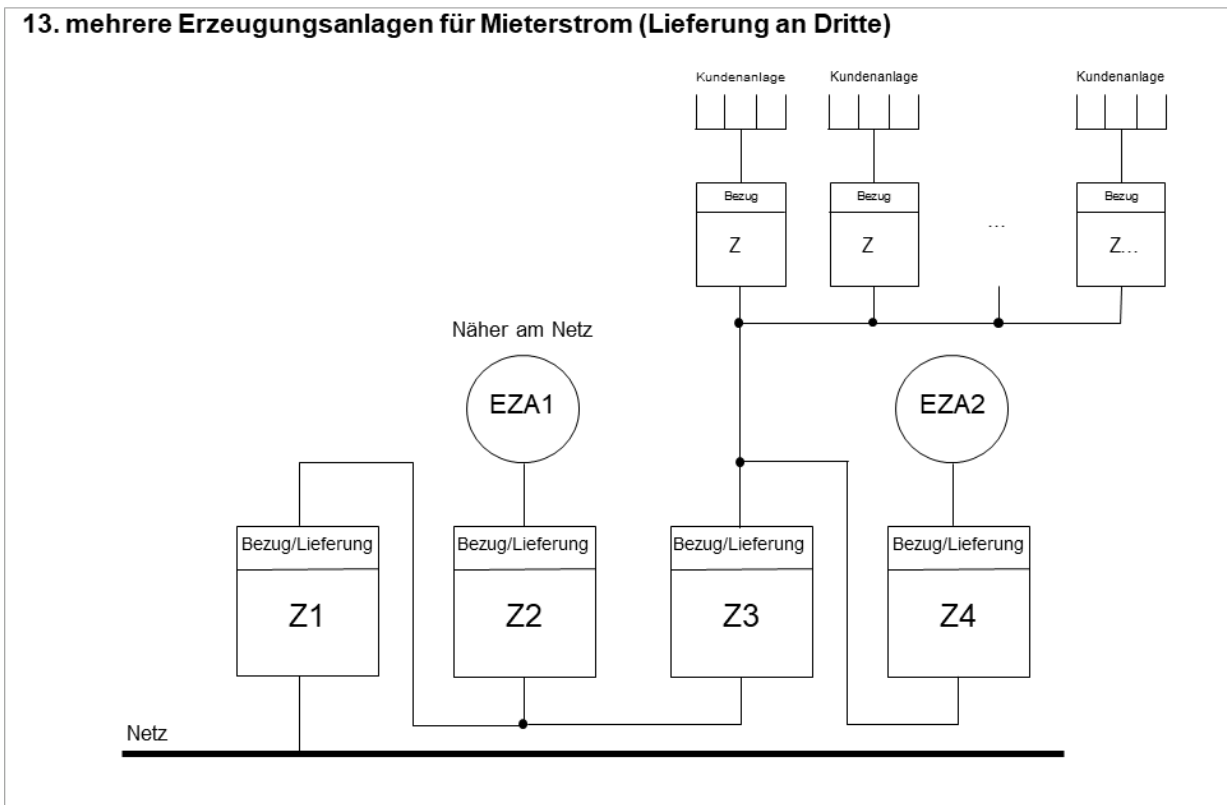 13. mehrere Erzeugungsanlagen für Mieterstrom (Lieferung an Dritte)
Kundenanlage Kundenanlage Kundenanlage
Bezug Bezug Bezug
Z Z ... Z...
Näher am Netz
EZA1 EZA2
Bezug/Lieferung Bezug/Lieferung Bezug/Lieferung Bezug/Lieferung
Z1 Z2 Z3 Z4
Netz